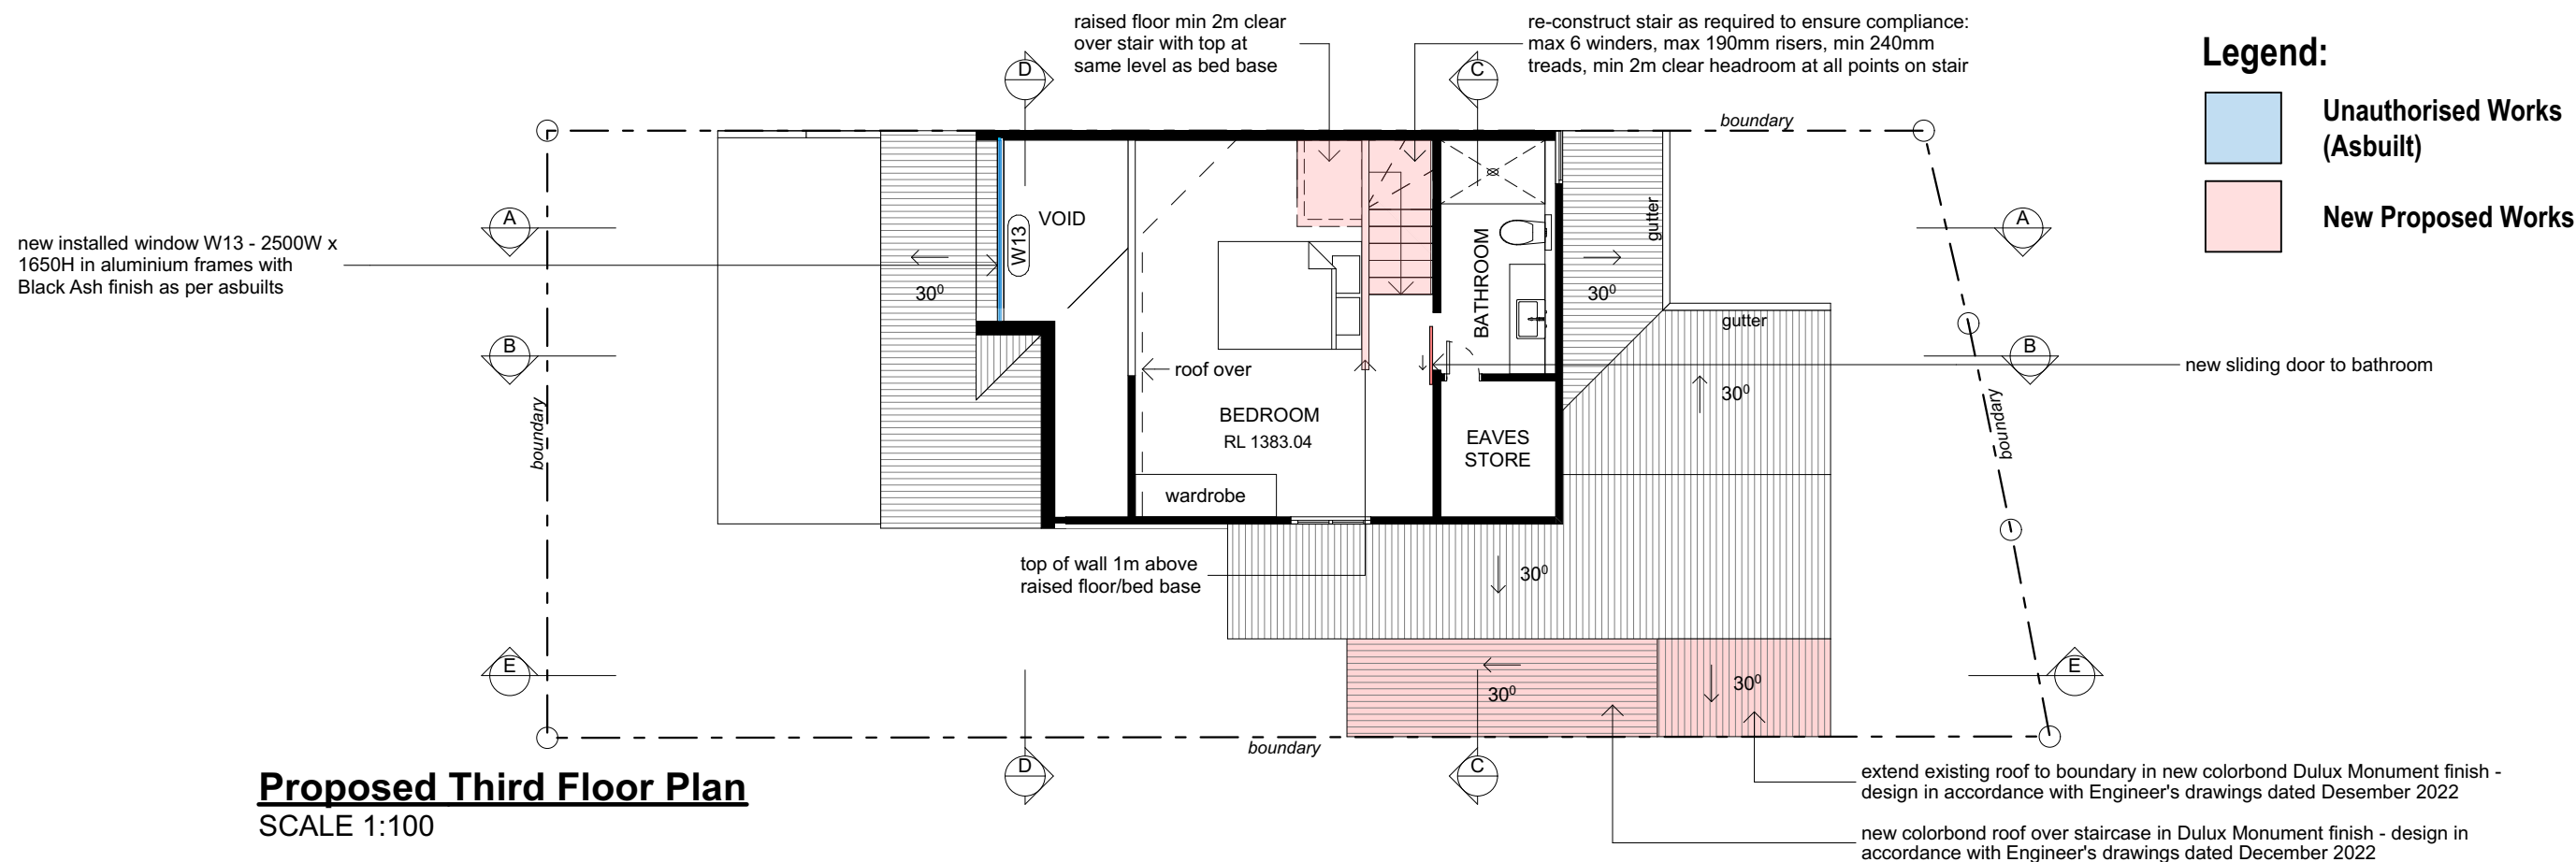 raised floor min 2m clear
over stair with top at
same level as bed base
re-construct stair as required to ensure compliance:
max 6 winders, max 190mm risers, min 240mm
treads, min 2m clear headroom at all points on stair
Legend:
Unauthorised Works
(Asbuilt)
New Proposed Works
D
C
boundary
A
A
VOID
W13
new installed window W13 - 2500W x
1650H in aluminium frames with
Black Ash finish as per asbuilts
30⁰
BATHROOM
gutter
30⁰
gutter
B
B
roof over
new sliding door to bathroom
30⁰
boundary
boundary
BEDROOM
RL 1383.04
EAVES
STORE
wardrobe
top of wall 1m above
raised floor/bed base
30⁰
E
E
30⁰
30⁰
boundary
D
C
extend existing roof to boundary in new colorbond Dulux Monument finish -
design in accordance with Engineer's drawings dated Desember 2022
new colorbond roof over staircase in Dulux Monument finish - design in
accordance with Engineer's drawings dated December 2022
Proposed Third Floor Plan
SCALE 1:100